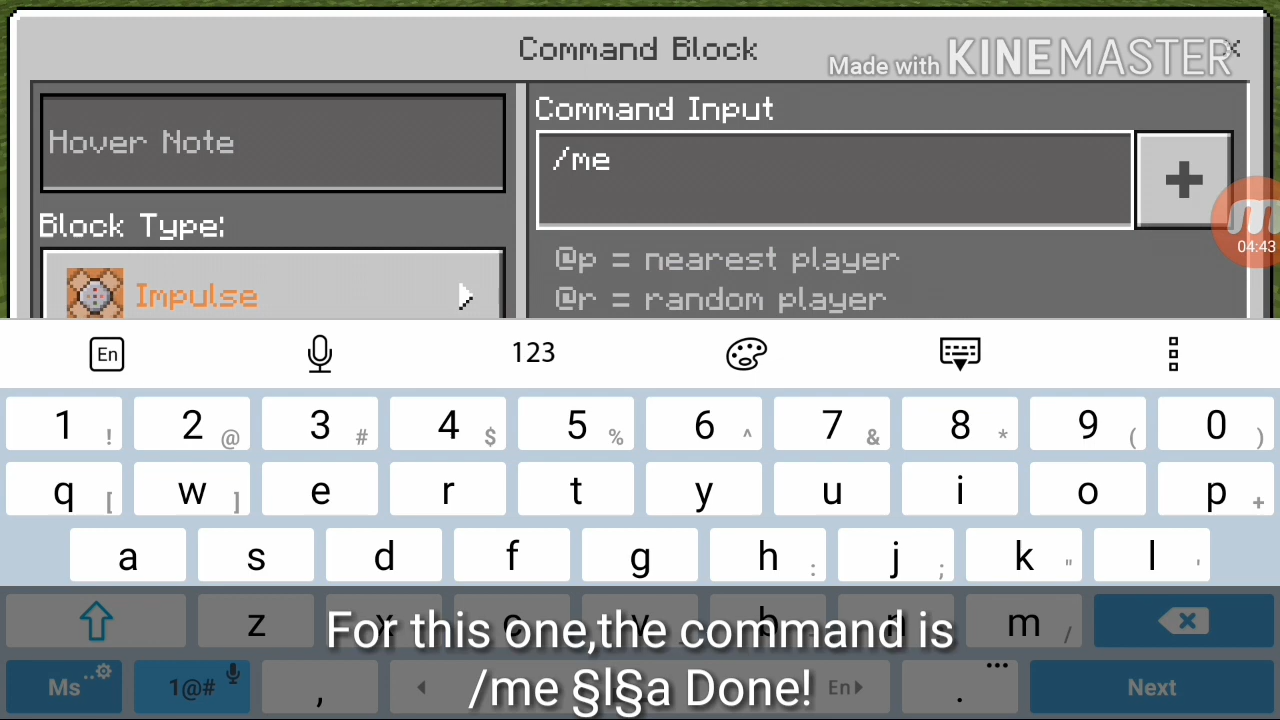 Command Block
×
Made with KINEMASTER
Hover Note
Command Input
/me
+
Block Type:
@p = nearest player
@r = random player
Impulse
04:43
En
123
1 ! 2 @ 3 # 4 $ 5 % 6 ^ 7 & 8 * 9 ( 0 )
q [ w ] e r t y u i o p +
a s d f g h : j ; k " l '
z x c v b n m /
For this one,the command is
/me §l§a Done!
Ms 1@# , En . Next